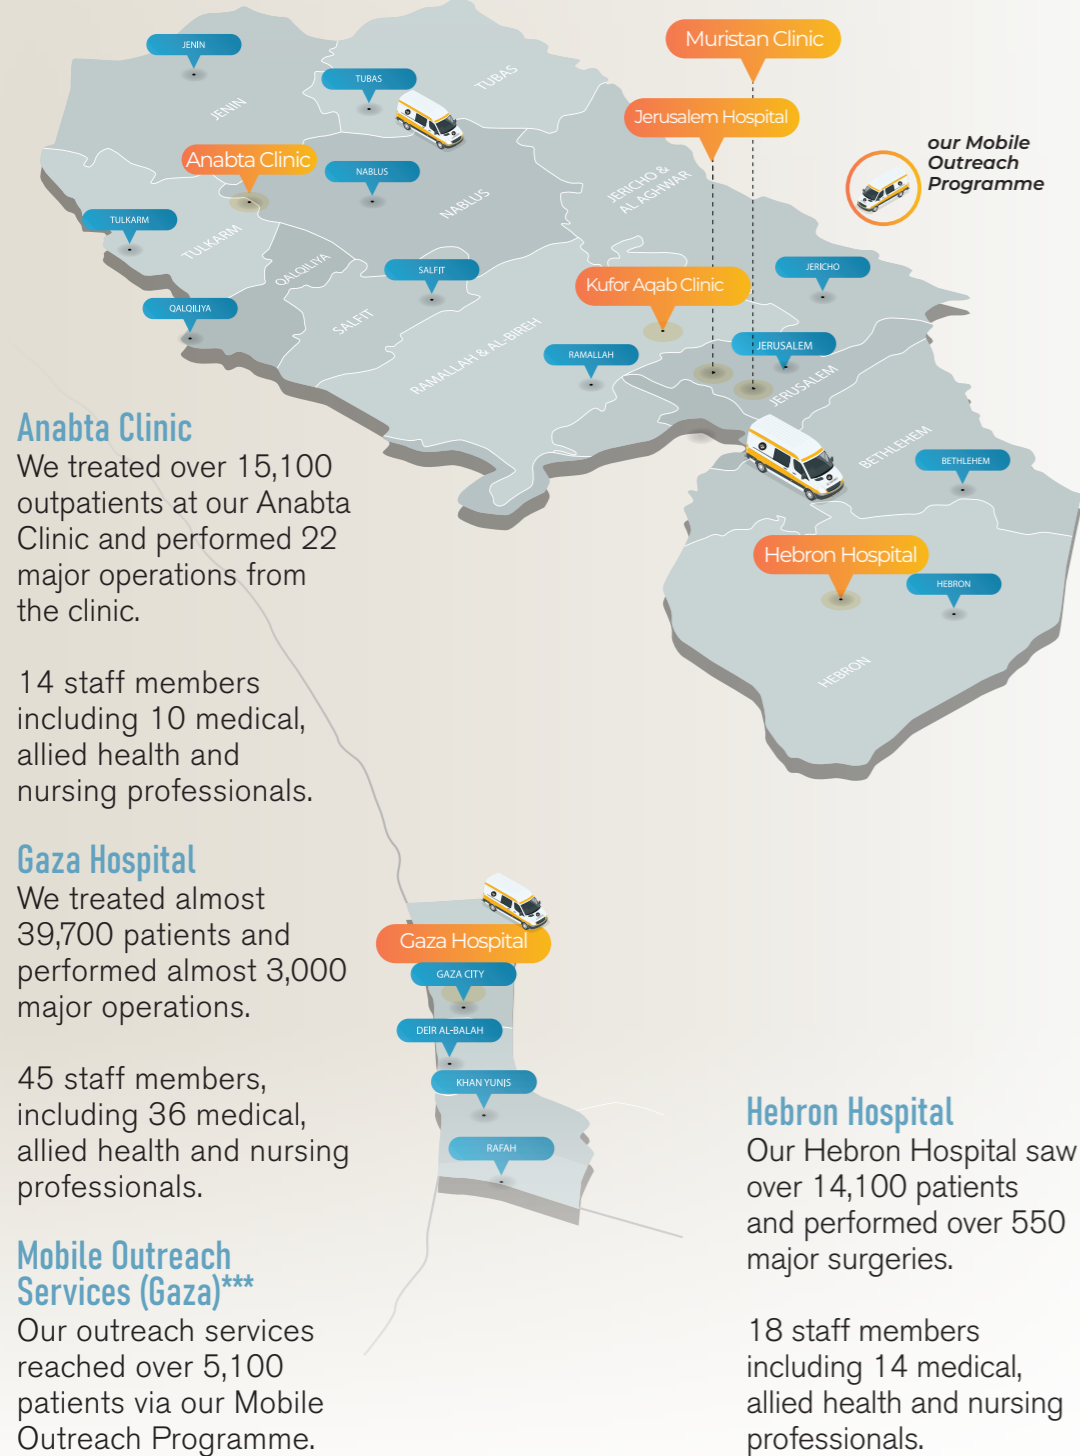 JENIN
TUBAS
JENIN
TUBAS
Muristan Clinic
Jerusalem Hospital
our Mobile
Outreach
Programme
Anabta Clinic
NABLUS
NABLUS
JERICHO &
AL AGHWAR
TULKARM
TULKARM
QALQILIYA
SALFIT
JERICHO
Kufor Aqab Clinic
QALQILIYA
SALFIT
RAMALLAH & AL-BIREH
RAMALLAH
JERUSALEM
JERUSALEM
BETHLEHEM
BETHLEHEM
Hebron Hospital
HEBRON
HEBRON
Anabta Clinic
We treated over 15,100
outpatients at our Anabta
Clinic and performed 22
major operations from
the clinic.
14 staff members
including 10 medical,
allied health and
nursing professionals.
Gaza Hospital
We treated almost
39,700 patients and
performed almost 3,000
major operations.
45 staff members,
including 36 medical,
allied health and nursing
professionals.
Mobile Outreach
Services (Gaza)***
Our outreach services
reached over 5,100
patients via our Mobile
Outreach Programme.
Gaza Hospital
GAZA CITY
DEIR AL-BALAH
KHAN YUNIS
RAFAH
Hebron Hospital
Our Hebron Hospital saw
over 14,100 patients
and performed over 550
major surgeries.
18 staff members
including 14 medical,
allied health and nursing
professionals.